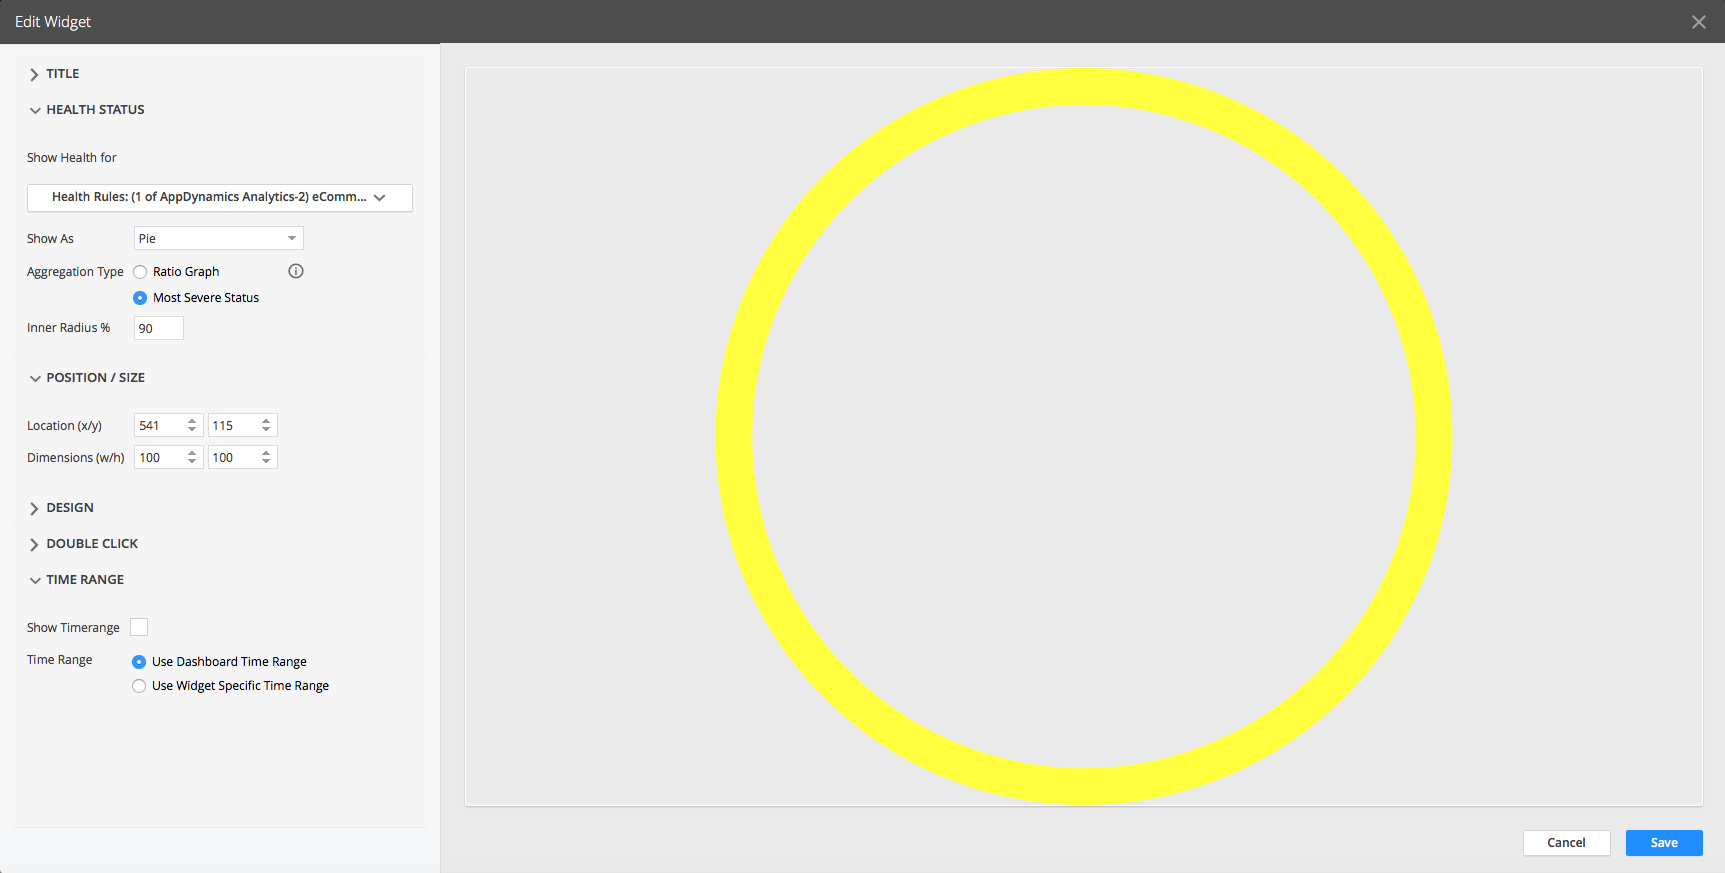 Edit Widget
TITLE
HEALTH STATUS
Show Health for
Health Rules: (1 of AppDynamics Analytics-2) eComm...
Show As Pie
Aggregation Type Ratio Graph
Most Severe Status
Inner Radius % 90
POSITION / SIZE
Location (x/y) 541 115
Dimensions (w/h) 100 100
DESIGN
DOUBLE CLICK
TIME RANGE
Show Timerange
Time Range Use Dashboard Time Range
Use Widget Specific Time Range
Cancel Save